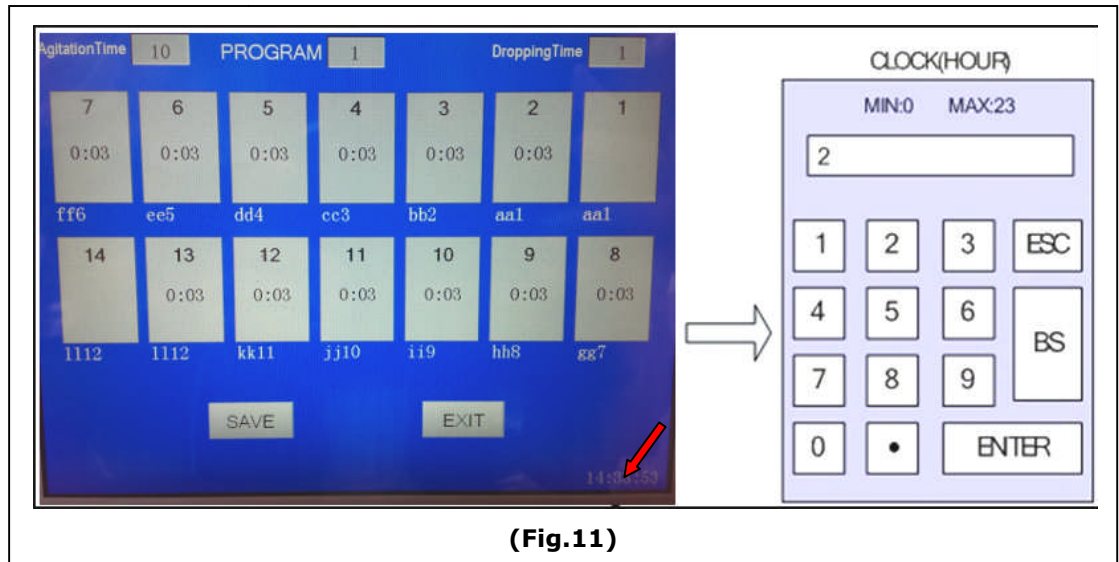 AgitationTime 10 PROGRAM 1 DroppingTime 1
7 6 5 4 3 2 1
0:03 0:03 0:03 0:03 0:03 0:03
ff6 ee5 dd4 cc3 bb2 aa1 aa1
14 13 12 11 10 9 8
0:03 0:03 0:03 0:03 0:03 0:03
ll12 ll12 kk11 jj10 ii9 hh8 gg7
SAVE EXIT
CLOCK(HOUR)
MIN:0 MAX:23
2
1 2 3 ESC
4 5 6 BS
7 8 9
0 • ENTER
(Fig.11)